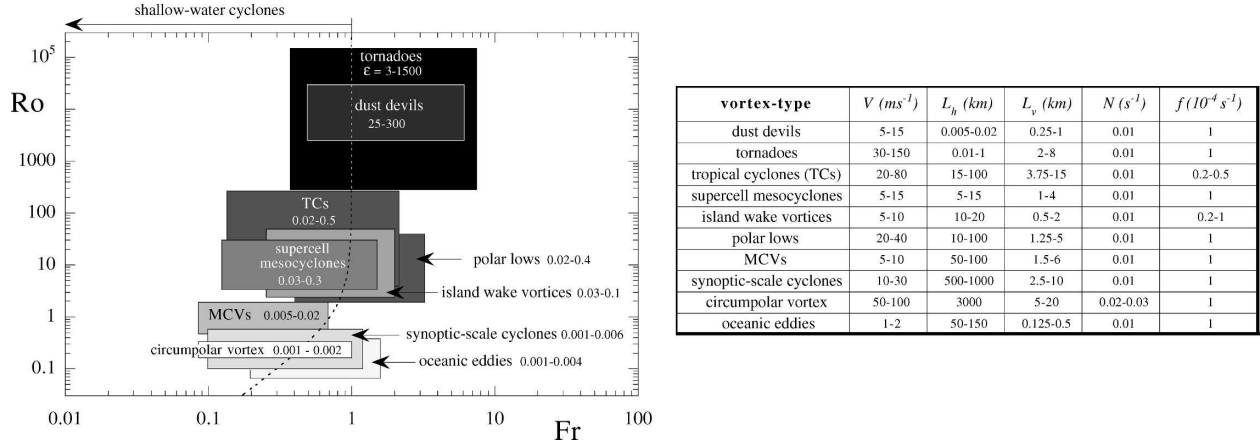 shallow-water cyclones
10⁵
Ro
1000
100
10
1
0.1
tornadoes
ε = 3-1500
dust devils
25-300
TCs
0.02-0.5
supercell
mesocyclones
0.03-0.3
polar lows 0.02-0.4
island wake vortices 0.03-0.1
MCVs 0.005-0.02
synoptic-scale cyclones 0.001-0.006
circumpolar vortex 0.001 - 0.002
oceanic eddies 0.001-0.004
0.01 0.1 1 10 100
Fr
vortex-type V (ms⁻¹) L_h (km) L_v (km) N (s⁻¹) f (10⁻⁴ s⁻¹)
dust devils 5-15 0.005-0.02 0.25-1 0.01 1
tornadoes 30-150 0.01-1 2-8 0.01 1
tropical cyclones (TCs) 20-80 15-100 3.75-15 0.01 0.2-0.5
supercell mesocyclones 5-15 5-15 1-4 0.01 1
island wake vortices 5-10 10-20 0.5-2 0.01 0.2-1
polar lows 20-40 10-100 1.25-5 0.01 1
MCVs 5-10 50-100 1.5-6 0.01 1
synoptic-scale cyclones 10-30 500-1000 2.5-10 0.01 1
circumpolar vortex 50-100 3000 5-20 0.02-0.03 1
oceanic eddies 1-2 50-150 0.125-0.5 0.01 1